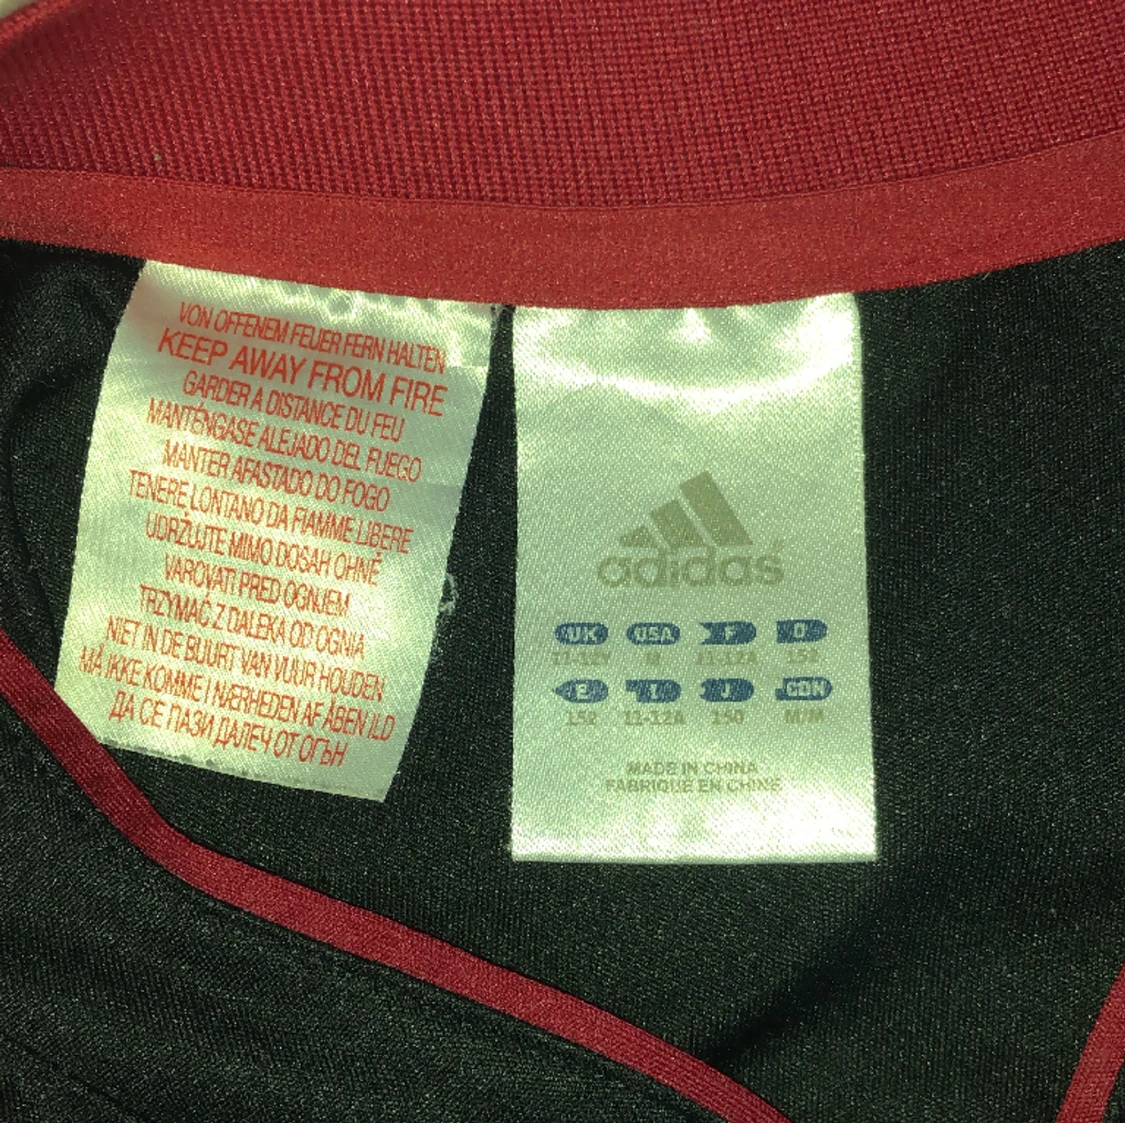 VON OFFENEM FEUER FERN HALTEN
KEEP AWAY FROM FIRE
GARDER A DISTANCE DU FEU
MANTÉNGASE ALEJADO DEL FUEGO
MANTER AFASTADO DO FOGO
TENERE LONTANO DA FIAMME LIBERE
UDRŽUJTE MIMO DOSAH OHNĚ
VAROVATI PRED OGNJEM
TRZYMAĆ Z DALEKA OD OGNIA
NIET IN DE BUURT VAN VUUR HOUDEN
MÅ IKKE KOMME I NÆRHEDEN AF ÅBEN ILD
ДА СЕ ПАЗИ ДАЛЕЧ ОТ ОГЪН
adidas
UK USA F D
11-12Y M 11-12A 152
E I J CDN
152 11-12A 150 M/M
MADE IN CHINA
FABRIQUE EN CHINE